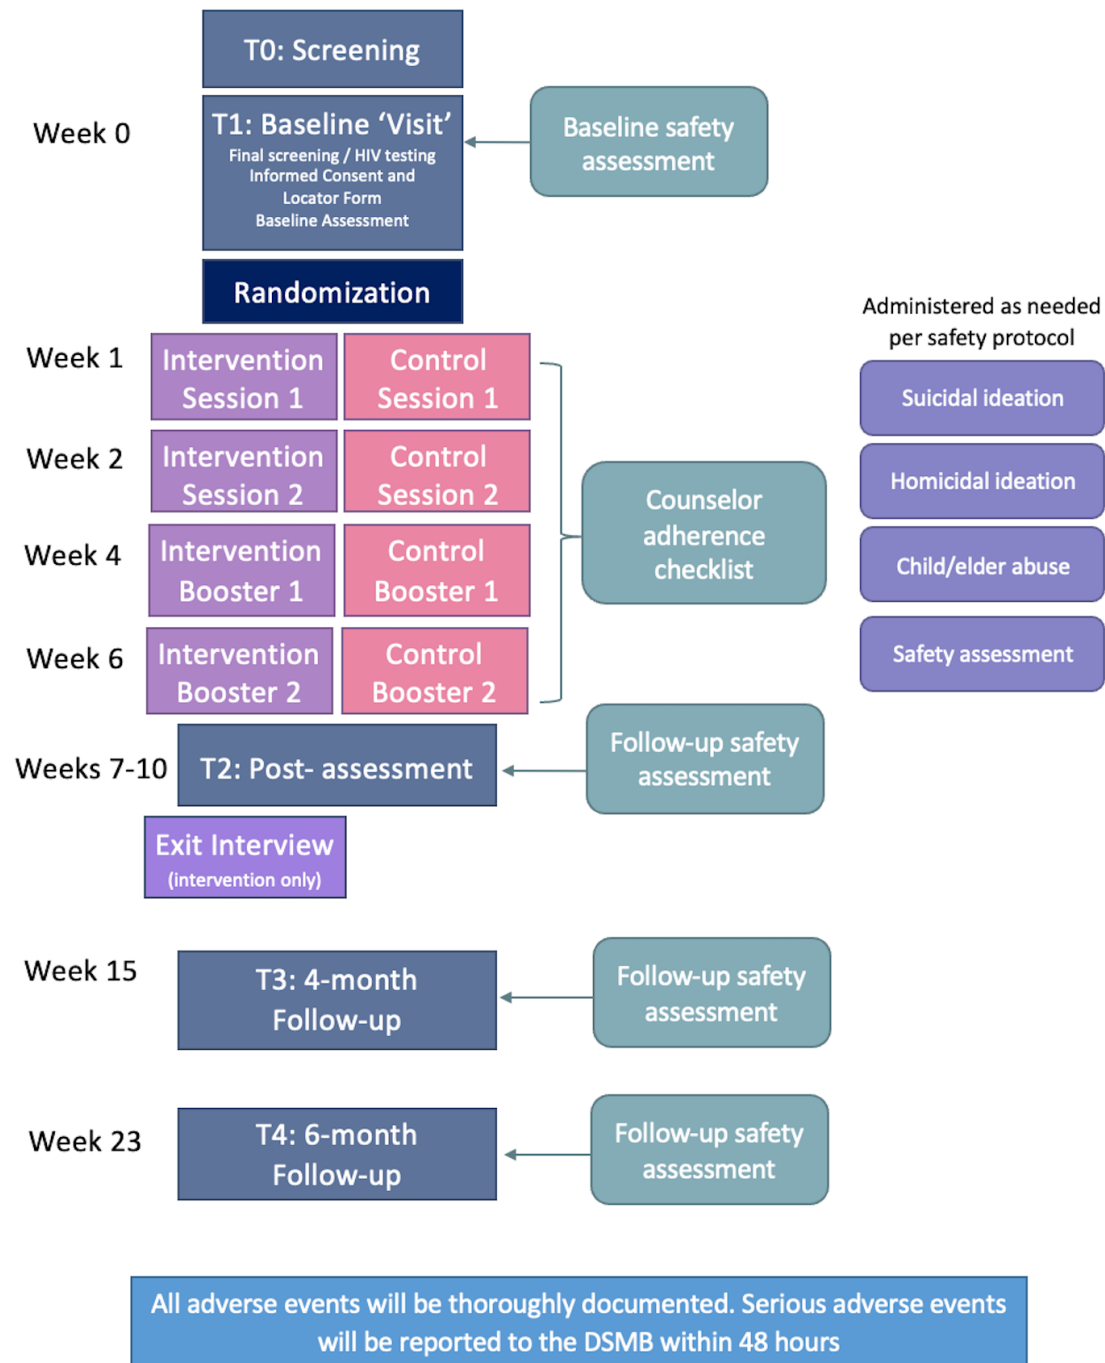 T0: Screening
Week 0
T1: Baseline ‘Visit’
Final screening / HIV testing
Informed Consent and
Locator Form
Baseline Assessment
Baseline safety
assessment
Randomization
Administered as needed
per safety protocol
Week 1
Intervention
Session 1
Control
Session 1
Suicidal ideation
Week 2
Intervention
Session 2
Control
Session 2
Counselor
adherence
checklist
Homicidal ideation
Week 4
Intervention
Booster 1
Control
Booster 1
Child/elder abuse
Week 6
Intervention
Booster 2
Control
Booster 2
Safety assessment
Weeks 7-10
T2: Post- assessment
Follow-up safety
assessment
Exit Interview
(intervention only)
Week 15
T3: 4-month
Follow-up
Follow-up safety
assessment
Week 23
T4: 6-month
Follow-up
Follow-up safety
assessment
All adverse events will be thoroughly documented. Serious adverse events
will be reported to the DSMB within 48 hours